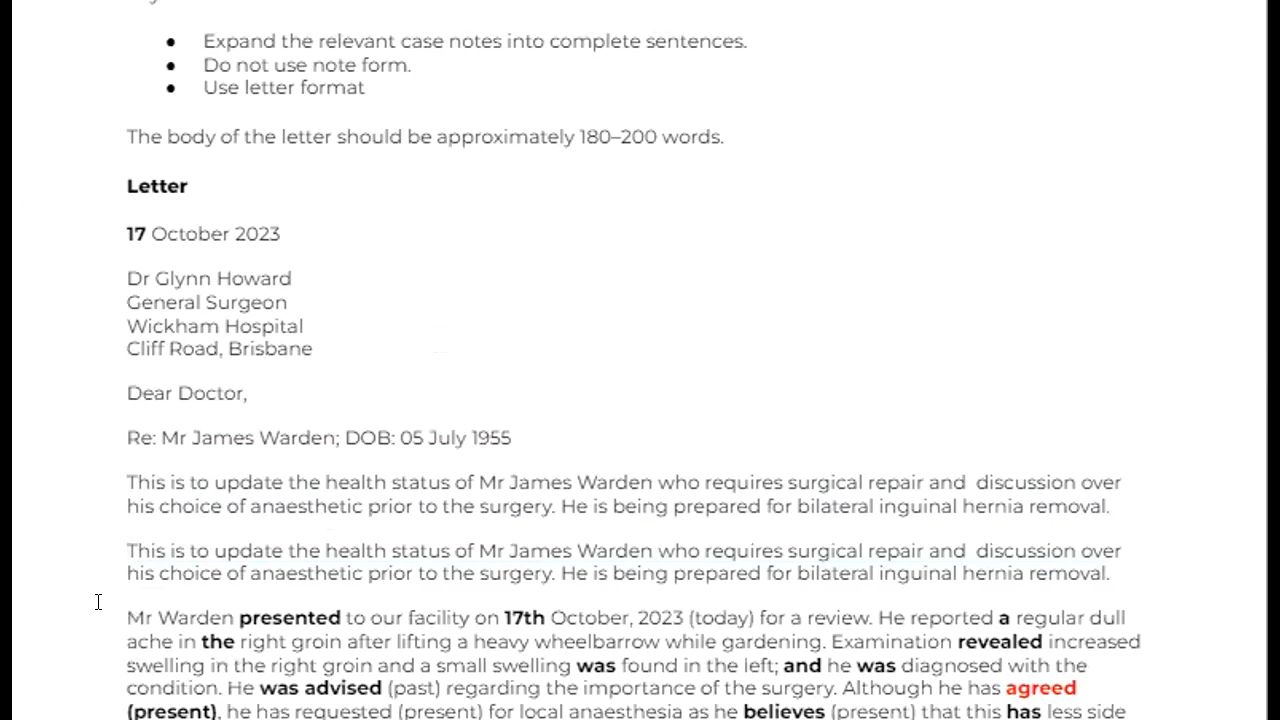 Expand the relevant case notes into complete sentences.
Do not use note form.
Use letter format
The body of the letter should be approximately 180–200 words.
Letter
17 October 2023
Dr Glynn Howard
General Surgeon
Wickham Hospital
Cliff Road, Brisbane
Dear Doctor,
Re: Mr James Warden; DOB: 05 July 1955
This is to update the health status of Mr James Warden who requires surgical repair and  discussion over
his choice of anaesthetic prior to the surgery. He is being prepared for bilateral inguinal hernia removal.
This is to update the health status of Mr James Warden who requires surgical repair and  discussion over
his choice of anaesthetic prior to the surgery. He is being prepared for bilateral inguinal hernia removal.
Mr Warden presented to our facility on 17th October, 2023 (today) for a review. He reported a regular dull
ache in the right groin after lifting a heavy wheelbarrow while gardening. Examination revealed increased
swelling in the right groin and a small swelling was found in the left; and he was diagnosed with the
condition. He was advised (past) regarding the importance of the surgery. Although he has agreed
(present), he has requested (present) for local anaesthesia as he believes (present) that this has less side